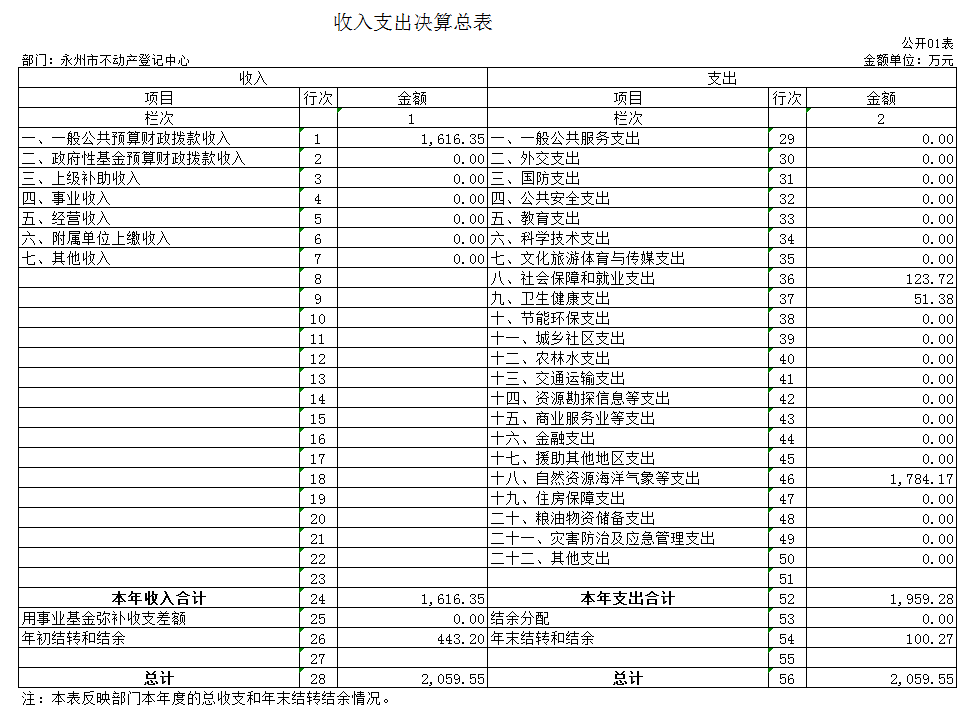 收入支出决算总表
公开01表
部门：永州市不动产登记中心 金额单位：万元
收入 支出
项目 行次 金额 项目 行次 金额
栏次 1 栏次 2
一、一般公共预算财政拨款收入 1 1,616.35 一、一般公共服务支出 29 0.00
二、政府性基金预算财政拨款收入 2 0.00 二、外交支出 30 0.00
三、上级补助收入 3 0.00 三、国防支出 31 0.00
四、事业收入 4 0.00 四、公共安全支出 32 0.00
五、经营收入 5 0.00 五、教育支出 33 0.00
六、附属单位上缴收入 6 0.00 六、科学技术支出 34 0.00
七、其他收入 7 0.00 七、文化旅游体育与传媒支出 35 0.00
8 八、社会保障和就业支出 36 123.72
9 九、卫生健康支出 37 51.38
10 十、节能环保支出 38 0.00
11 十一、城乡社区支出 39 0.00
12 十二、农林水支出 40 0.00
13 十三、交通运输支出 41 0.00
14 十四、资源勘探信息等支出 42 0.00
15 十五、商业服务业等支出 43 0.00
16 十六、金融支出 44 0.00
17 十七、援助其他地区支出 45 0.00
18 十八、自然资源海洋气象等支出 46 1,784.17
19 十九、住房保障支出 47 0.00
20 二十、粮油物资储备支出 48 0.00
21 二十一、灾害防治及应急管理支出 49 0.00
22 二十二、其他支出 50 0.00
23 51
本年收入合计 24 1,616.35 本年支出合计 52 1,959.28
用事业基金弥补收支差额 25 0.00 结余分配 53 0.00
年初结转和结余 26 443.20 年末结转和结余 54 100.27
27 55
总计 28 2,059.55 总计 56 2,059.55
注：本表反映部门本年度的总收支和年末结转结余情况。